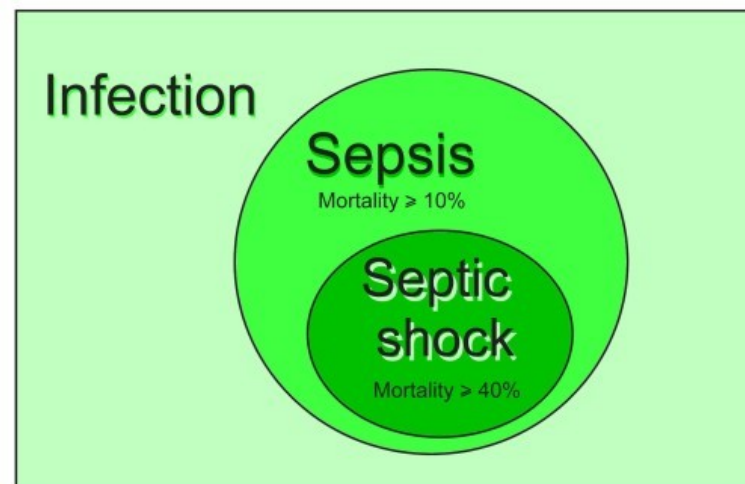 Infection
Sepsis
Mortality ⩾ 10%
Septic
shock
Mortality ⩾ 40%